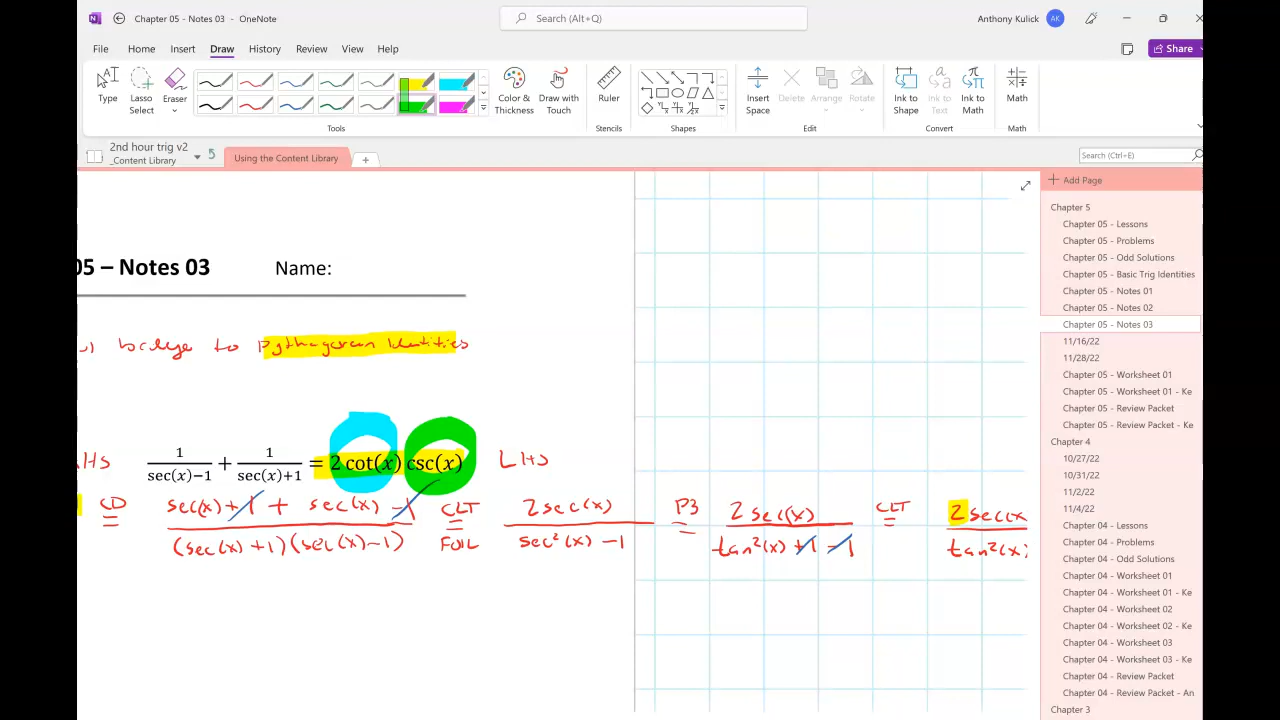 Chapter 05 - Notes 03 - OneNote
Search (Alt+Q)
Anthony Kulick
AK
File Home Insert Draw History Review View Help
Share
Type
Lasso Select
Eraser
Color & Thickness
Draw with Touch
Ruler
Insert Space
Delete
Arrange
Rotate
Ink to Shape
Ink to Text
Ink to Math
Math
Tools
Stencils
Shapes
Edit
Convert
Math
2nd hour trig v2
_Content Library
Using the Content Library
Search (Ctrl+E)
Add Page
Chapter 5
Chapter 05 - Lessons
Chapter 05 - Problems
Chapter 05 - Odd Solutions
Chapter 05 - Basic Trig Identities
Chapter 05 - Notes 01
Chapter 05 - Notes 02
Chapter 05 - Notes 03
11/16/22
11/28/22
Chapter 05 - Worksheet 01
Chapter 05 - Worksheet 01 - Ke
Chapter 05 - Review Packet
Chapter 05 - Review Packet - Ke
Chapter 4
10/27/22
10/31/22
11/2/22
11/4/22
Chapter 04 - Lessons
Chapter 04 - Problems
Chapter 04 - Odd Solutions
Chapter 04 - Worksheet 01
Chapter 04 - Worksheet 01 - Ke
Chapter 04 - Worksheet 02
Chapter 04 - Worksheet 02 - Ke
Chapter 04 - Worksheet 03
Chapter 04 - Worksheet 03 - Ke
Chapter 04 - Review Packet
Chapter 04 - Review Packet - An
Chapter 3
05 – Notes 03 Name:
to Pythagorean Identities
HS 1/(sec(x)−1) + 1/(sec(x)+1) = 2 cot(x) csc(x) LHS
CD = (sec(x) + 1 + sec(x) - 1)/((sec(x) + 1)(sec(x) - 1)) CLT = FOIL 2sec(x)/(sec²(x) - 1) P3 = 2sec(x)/(tan²(x) + 1 - 1) CLT = 2sec(x/tan²(x)